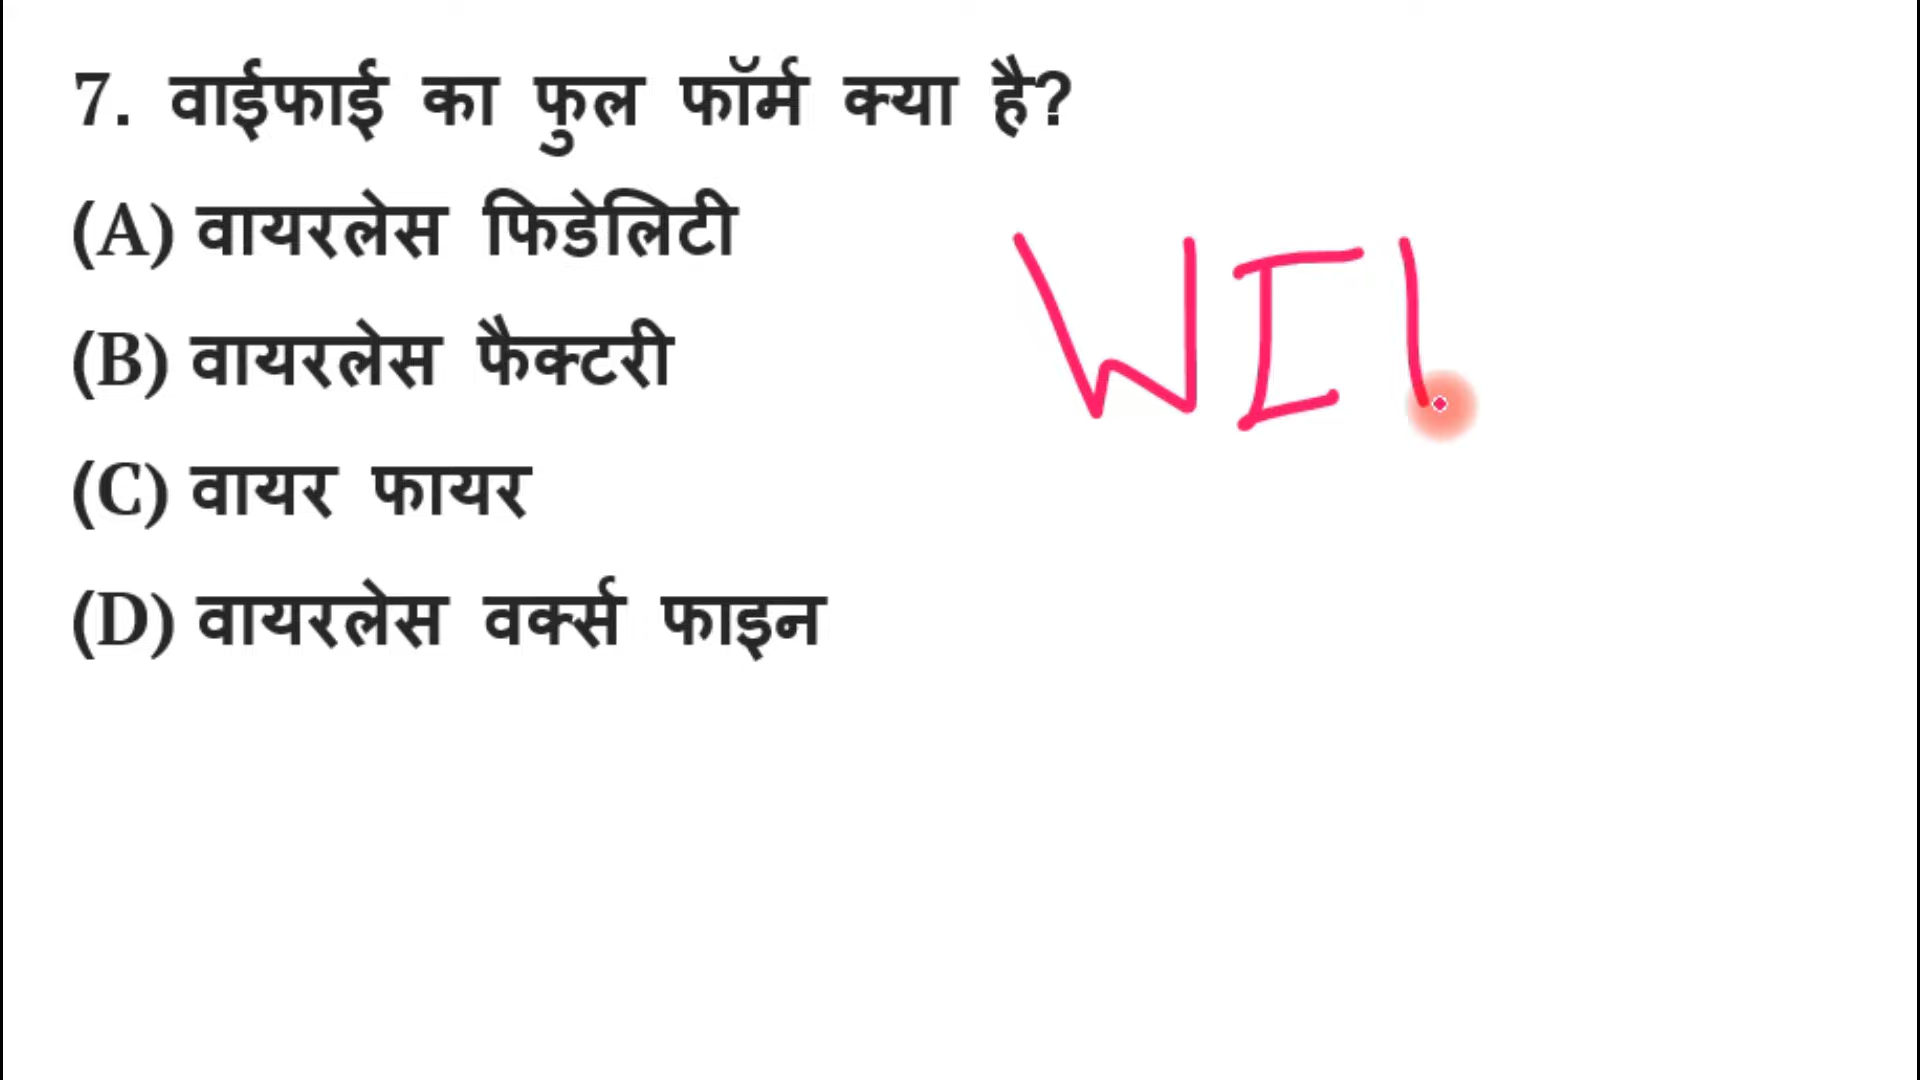 7. वाईफाई का फुल फॉर्म क्या है?
(A) वायरलेस फिडेलिटी
WI
(B) वायरलेस फैक्टरी
(C) वायर फायर
(D) वायरलेस वर्क्स फाइन